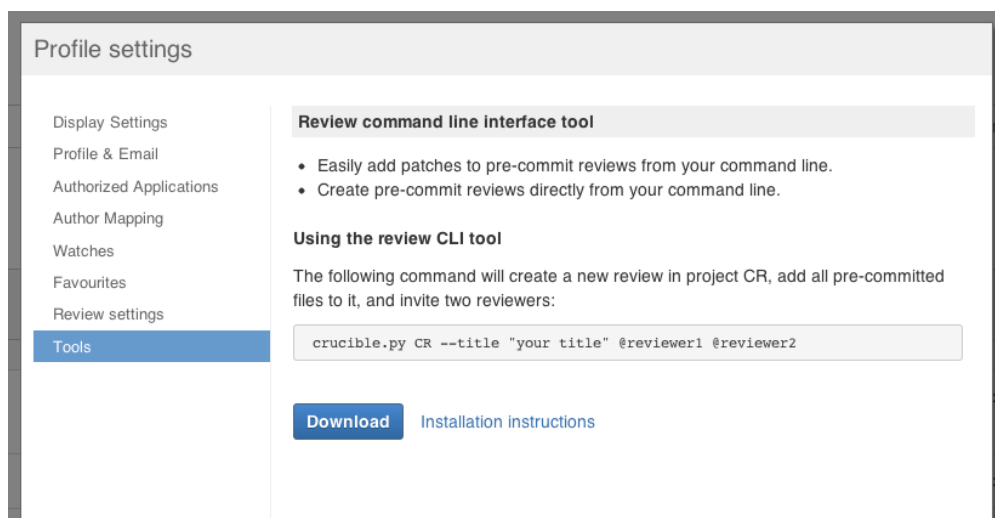 Profile settings
Display Settings
Profile & Email
Authorized Applications
Author Mapping
Watches
Favourites
Review settings
Tools
Review command line interface tool
• Easily add patches to pre-commit reviews from your command line.
• Create pre-commit reviews directly from your command line.
Using the review CLI tool
The following command will create a new review in project CR, add all pre-committed
files to it, and invite two reviewers:
crucible.py CR --title "your title" @reviewer1 @reviewer2
Download
Installation instructions